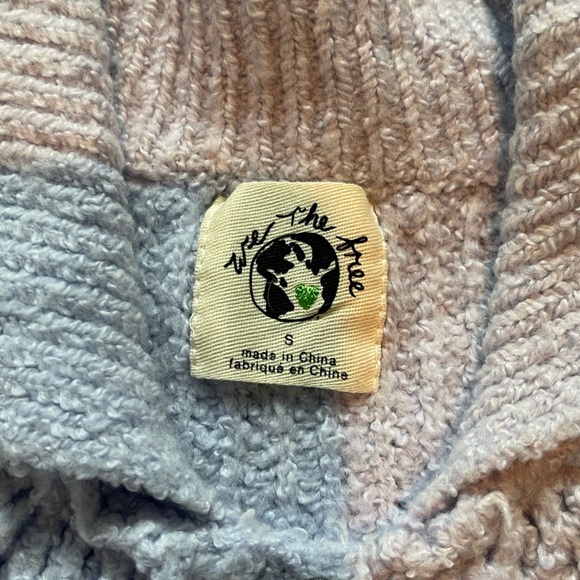 We The Free
S
made in China
fabriqué en Chine